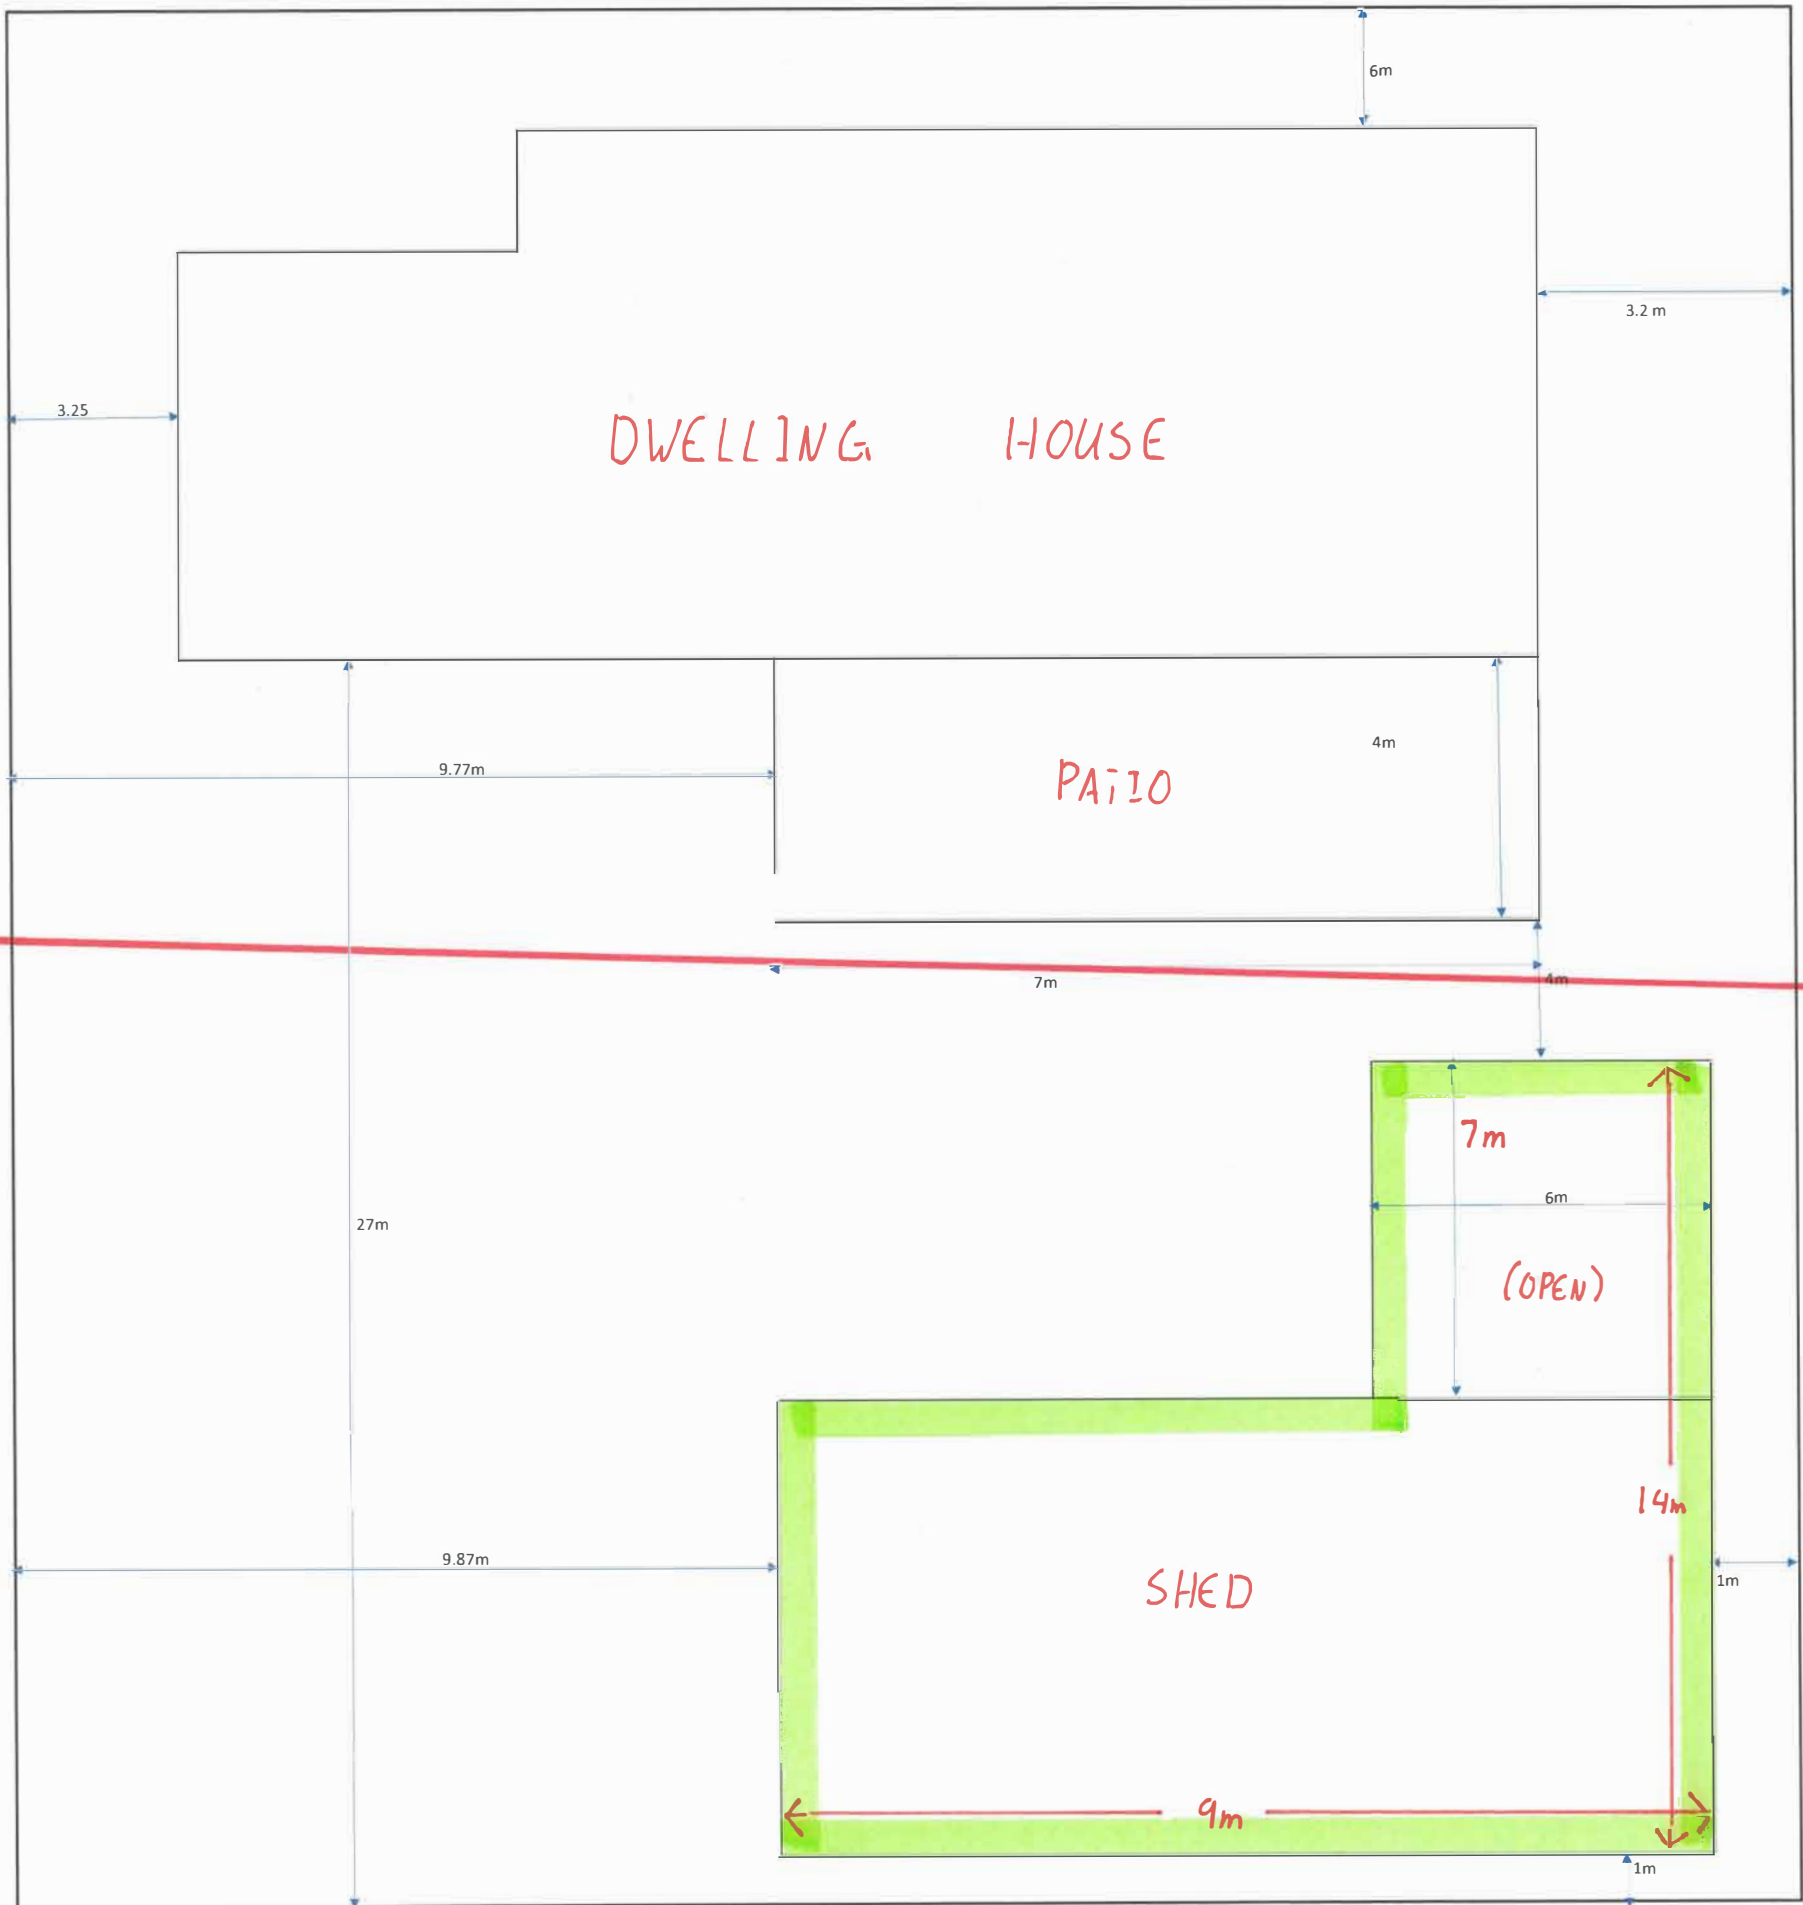 6m
3.2 m
3.25
DWELLING HOUSE
4m
9.77m
PATIO
7m
4m
7m
6m
27m
(OPEN)
14m
9.87m
SHED
1m
9m
1m